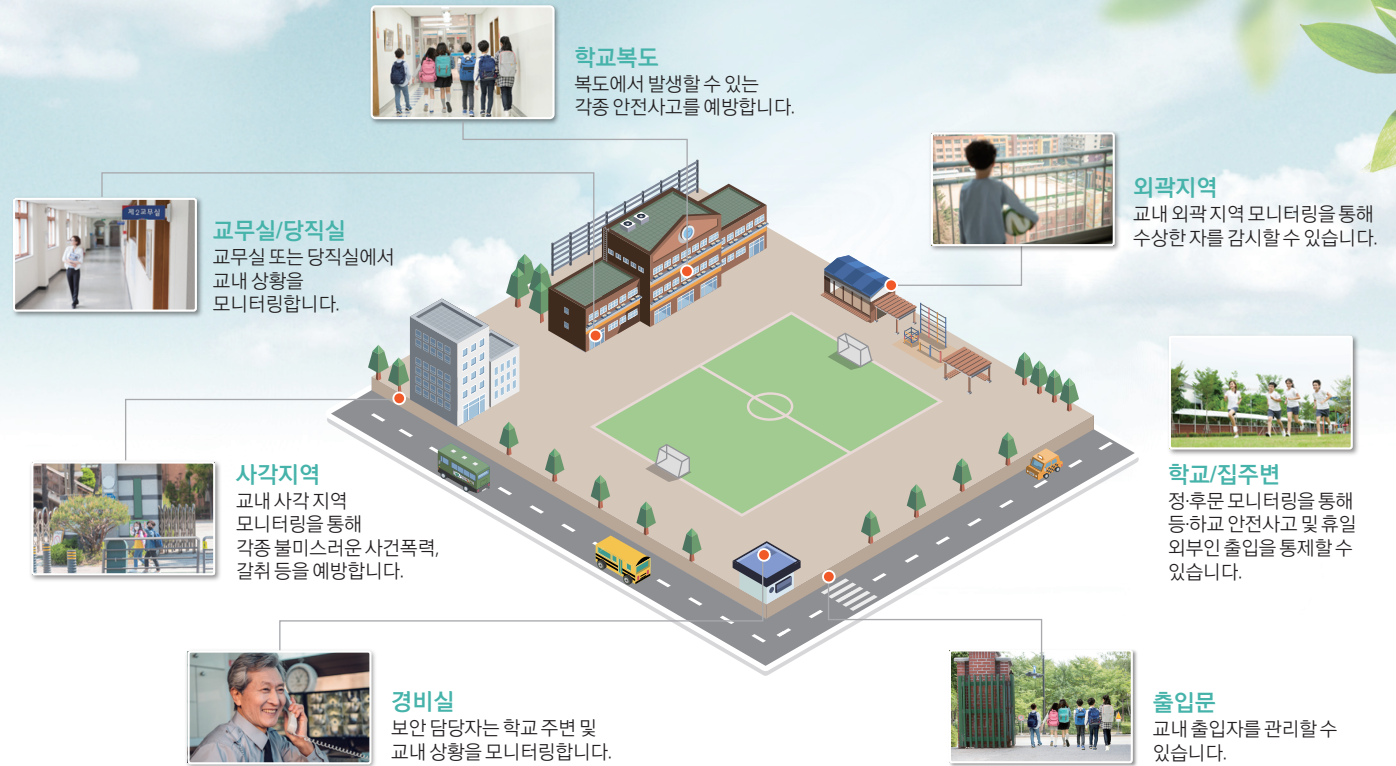 학교복도
복도에서 발생할 수 있는
각종 안전사고를 예방합니다.
외곽지역
교내 외곽 지역 모니터링을 통해
수상한 자를 감시할 수 있습니다.
제2교무실
교무실/당직실
교무실 또는 당직실에서
교내 상황을
모니터링합니다.
사각지역
교내 사각 지역
모니터링을 통해
각종 불미스러운 사건폭력,
갈취 등을 예방합니다.
학교/집주변
정·후문 모니터링을 통해
등·하교 안전사고 및 휴일
외부인 출입을 통제할 수
있습니다.
경비실
보안 담당자는 학교 주변 및
교내 상황을 모니터링합니다.
출입문
교내 출입자를 관리할 수
있습니다.